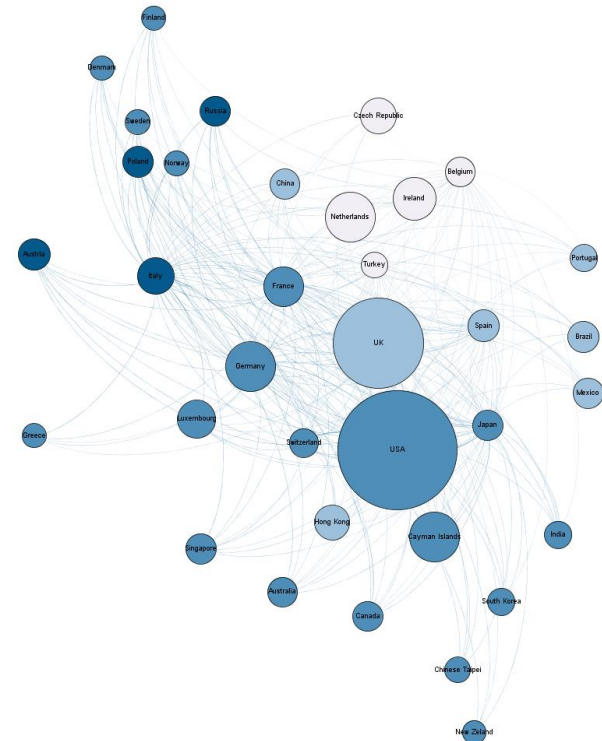 Finland
Denmark
Russia
Czech Republic
Sweden
Poland
Norway
Belgium
China
Ireland
Netherlands
Austria
Portugal
Turkey
Italy
France
Spain
Brazil
UK
Germany
Mexico
Luxembourg
Japan
Greece
Switzerland
USA
Hong Kong
India
Cayman Islands
Singapore
Australia
South Korea
Canada
Chinese Taipei
New Zeland